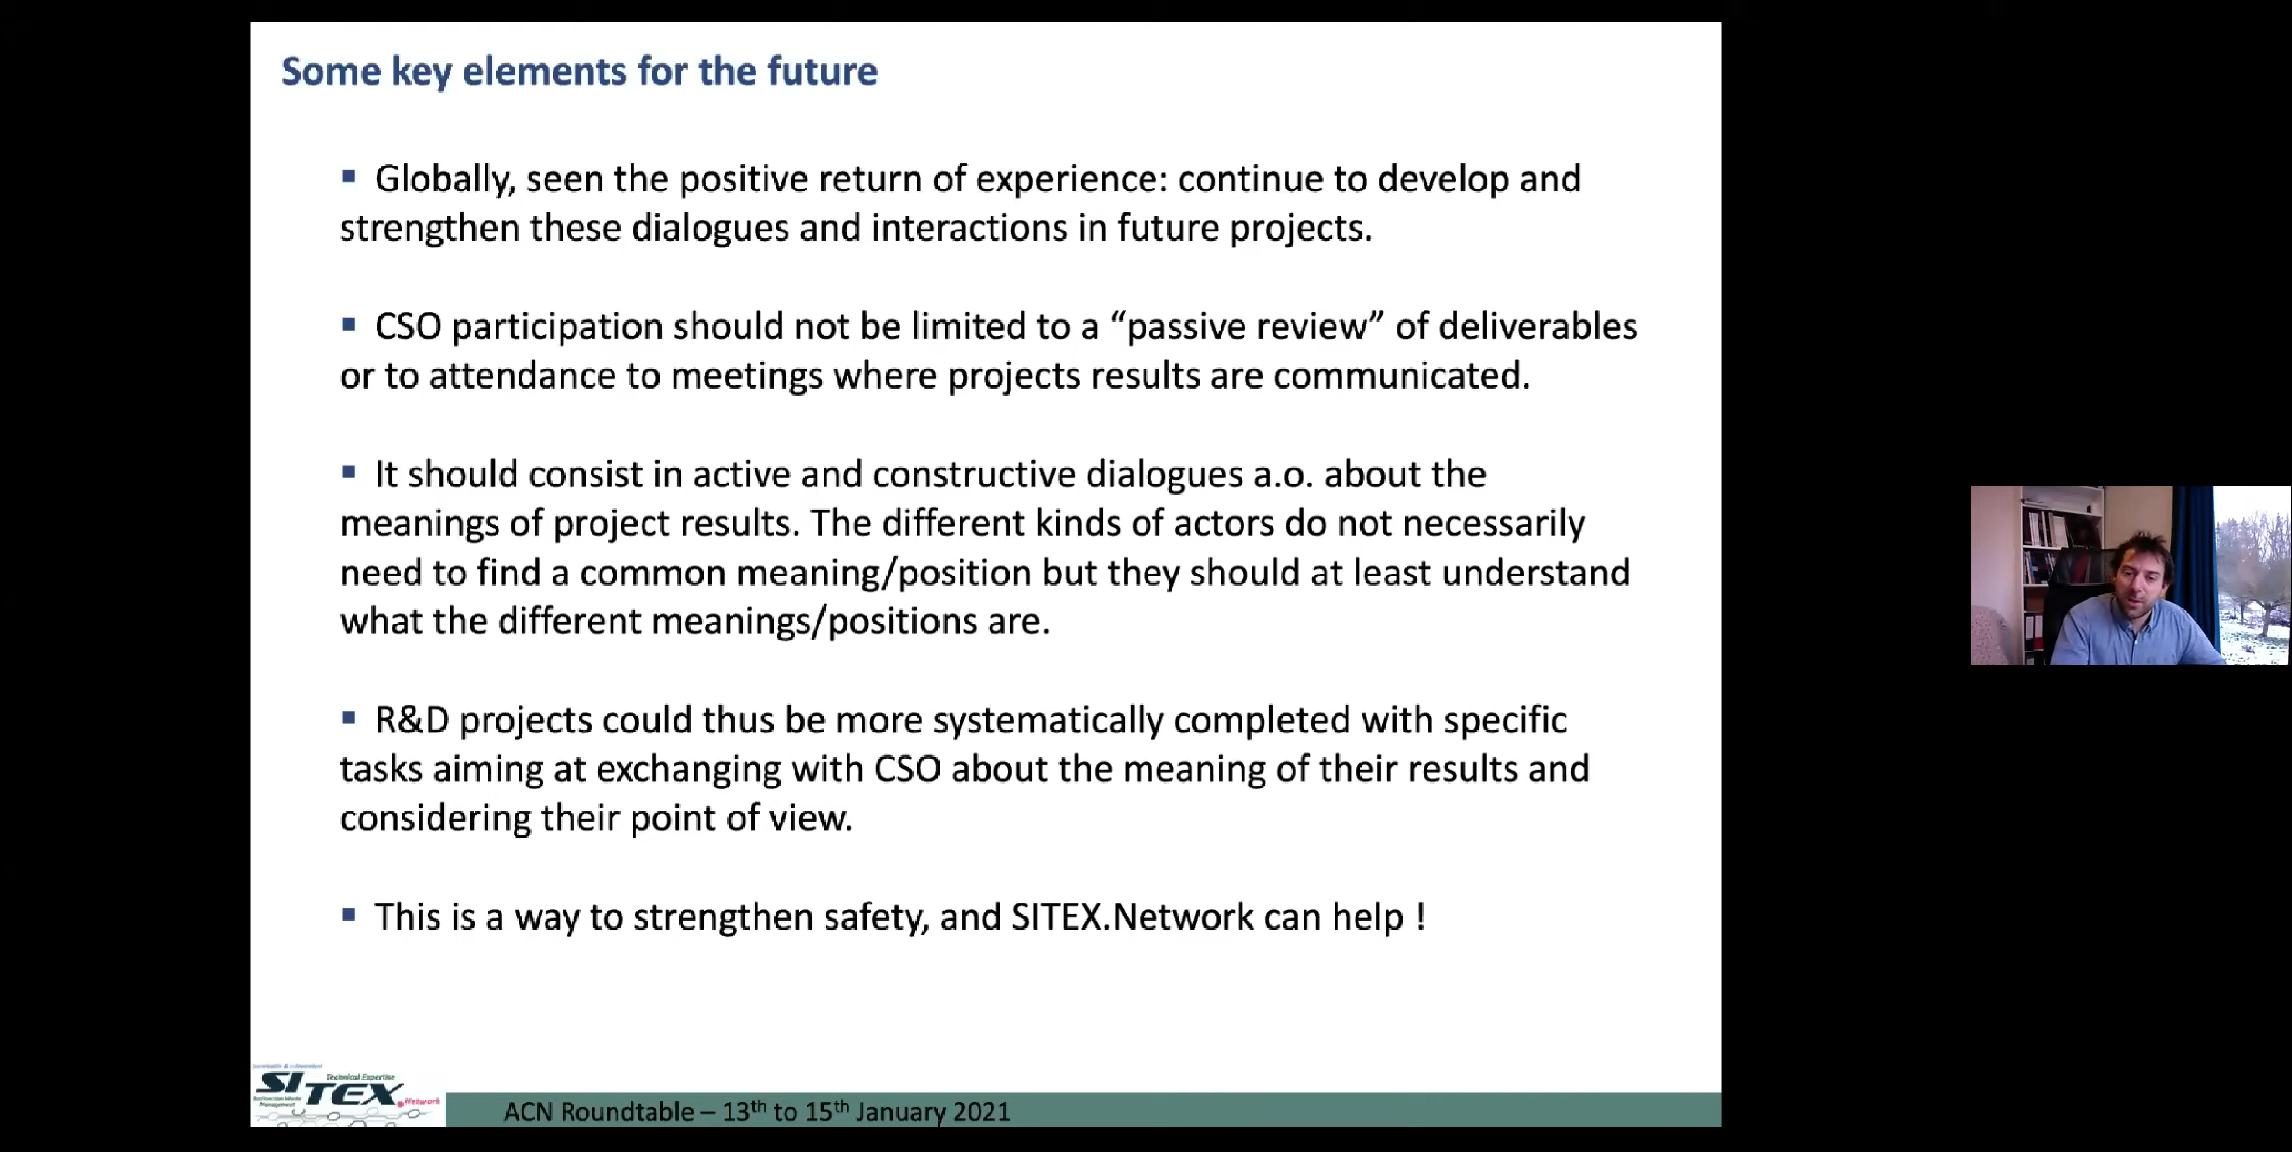 Some key elements for the future
▪ Globally, seen the positive return of experience: continue to develop and
strengthen these dialogues and interactions in future projects.
▪ CSO participation should not be limited to a “passive review” of deliverables
or to attendance to meetings where projects results are communicated.
▪ It should consist in active and constructive dialogues a.o. about the
meanings of project results. The different kinds of actors do not necessarily
need to find a common meaning/position but they should at least understand
what the different meanings/positions are.
▪ R&D projects could thus be more systematically completed with specific
tasks aiming at exchanging with CSO about the meaning of their results and
considering their point of view.
▪ This is a way to strengthen safety, and SITEX.Network can help !
Technical Expertise
SITEX.Network
Management
ACN Roundtable – 13th to 15th January 2021